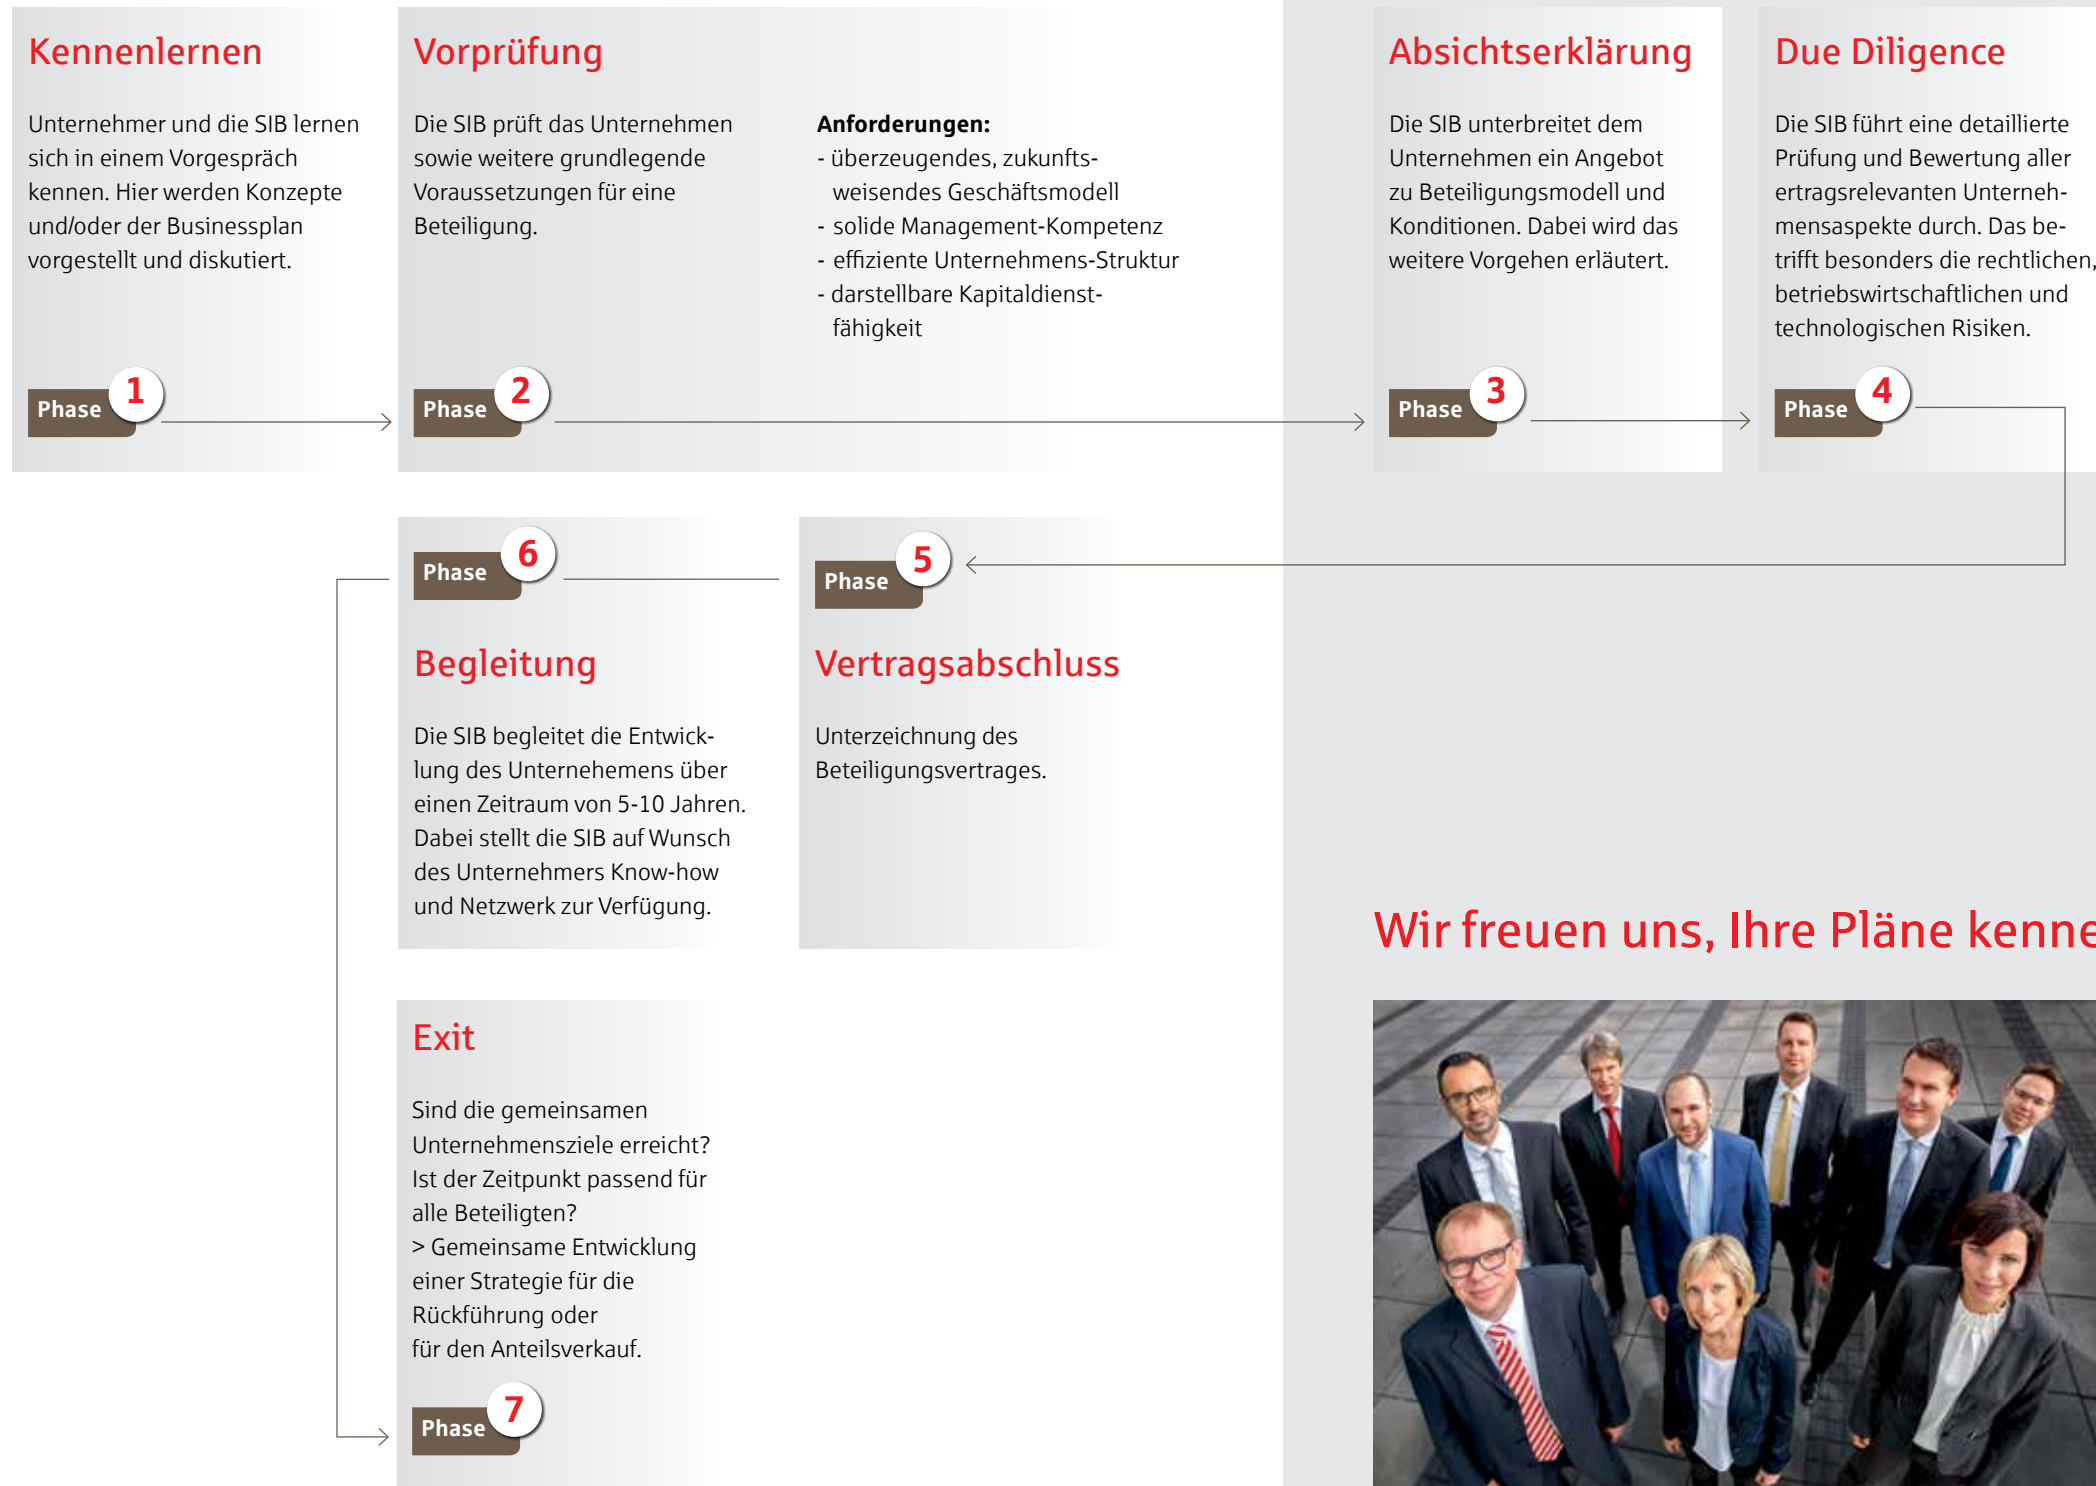 Kennenlernen
Unternehmer und die SIB lernen
sich in einem Vorgespräch
kennen. Hier werden Konzepte
und/oder der Businessplan
vorgestellt und diskutiert.
Phase 1
Vorprüfung
Die SIB prüft das Unternehmen
sowie weitere grundlegende
Voraussetzungen für eine
Beteiligung.
Anforderungen:
- überzeugendes, zukunfts-
weisendes Geschäftsmodell
- solide Management-Kompetenz
- effiziente Unternehmens-Struktur
- darstellbare Kapitaldienst-
fähigkeit
Phase 2
Absichtserklärung
Die SIB unterbreitet dem
Unternehmen ein Angebot
zu Beteiligungsmodell und
Konditionen. Dabei wird das
weitere Vorgehen erläutert.
Phase 3
Due Diligence
Die SIB führt eine detaillierte
Prüfung und Bewertung aller
ertragsrelevanten Unterneh-
mensaspekte durch. Das be-
trifft besonders die rechtlichen,
betriebswirtschaftlichen und
technologischen Risiken.
Phase 4
Phase 5
Vertragsabschluss
Unterzeichnung des
Beteiligungsvertrages.
Phase 6
Begleitung
Die SIB begleitet die Entwick-
lung des Unternehemens über
einen Zeitraum von 5-10 Jahren.
Dabei stellt die SIB auf Wunsch
des Unternehmers Know-how
und Netzwerk zur Verfügung.
Exit
Sind die gemeinsamen
Unternehmensziele erreicht?
Ist der Zeitpunkt passend für
alle Beteiligten?
> Gemeinsame Entwicklung
einer Strategie für die
Rückführung oder
für den Anteilsverkauf.
Phase 7
Wir freuen uns, Ihre Pläne kenne